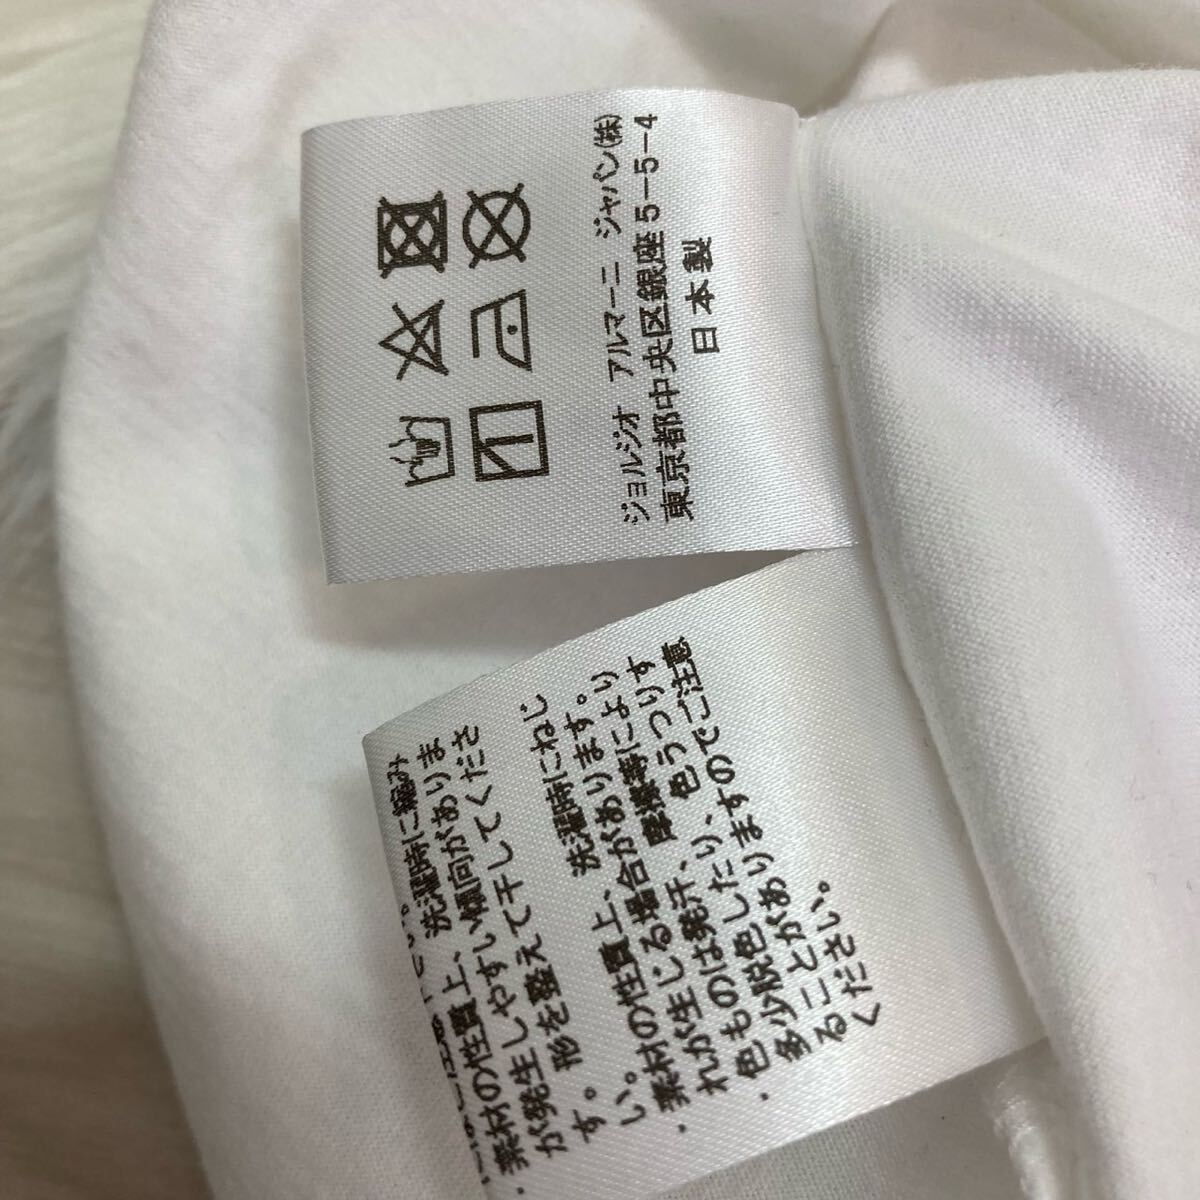 ジョルジオ アルマーニ ジャパン(株)
東京都中央区銀座5-5-4
日本製
・素材の性質上、洗濯時に編み
が発生しやすい傾向がありま
す。形を整えて干してくださ
い。
・素材の性質上、洗濯時にねじ
れが生じる場合があります。
・色ものは発汗、摩擦等により
多少脱色したり、色うつりす
ることがありますのでご注意
ください。